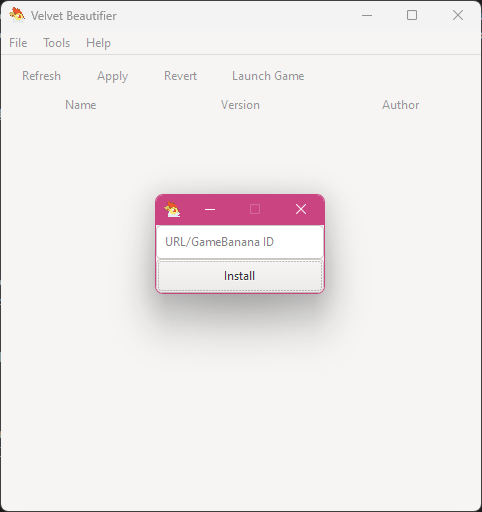 Velvet Beautifier
File Tools Help
Refresh Apply Revert Launch Game
Name Version Author
URL/GameBanana ID
Install